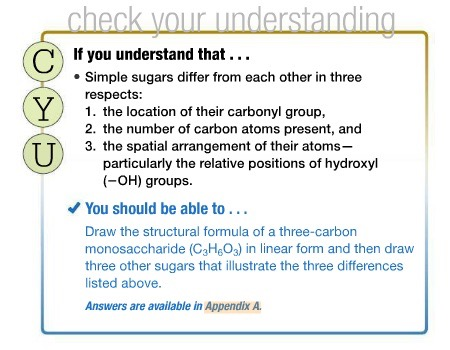 check your understanding
C
Y
U
If you understand that . . .
• Simple sugars differ from each other in three
respects:
1. the location of their carbonyl group,
2. the number of carbon atoms present, and
3. the spatial arrangement of their atoms—
particularly the relative positions of hydroxyl
(−OH) groups.
✔ You should be able to . . .
Draw the structural formula of a three-carbon
monosaccharide (C₃H₆O₃) in linear form and then draw
three other sugars that illustrate the three differences
listed above.
Answers are available in Appendix A.